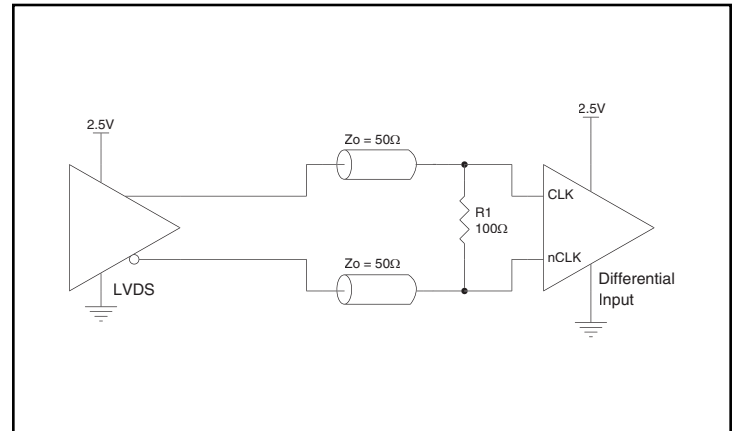 2.5V
2.5V
Zo = 50Ω
CLK
R1
100Ω
nCLK
Zo = 50Ω
LVDS
Differential
Input